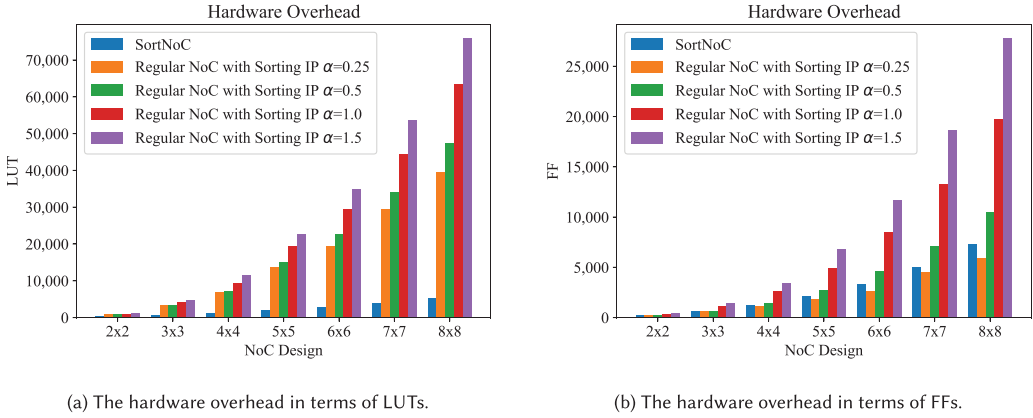 Hardware Overhead
SortNoC
Regular NoC with Sorting IP α=0.25
Regular NoC with Sorting IP α=0.5
Regular NoC with Sorting IP α=1.0
Regular NoC with Sorting IP α=1.5
70,000
60,000
50,000
40,000
30,000
20,000
10,000
0
LUT
2x2 3x3 4x4 5x5 6x6 7x7 8x8
NoC Design
(a) The hardware overhead in terms of LUTs.
Hardware Overhead
SortNoC
Regular NoC with Sorting IP α=0.25
Regular NoC with Sorting IP α=0.5
Regular NoC with Sorting IP α=1.0
Regular NoC with Sorting IP α=1.5
25,000
20,000
15,000
10,000
5,000
0
FF
2x2 3x3 4x4 5x5 6x6 7x7 8x8
NoC Design
(b) The hardware overhead in terms of FFs.